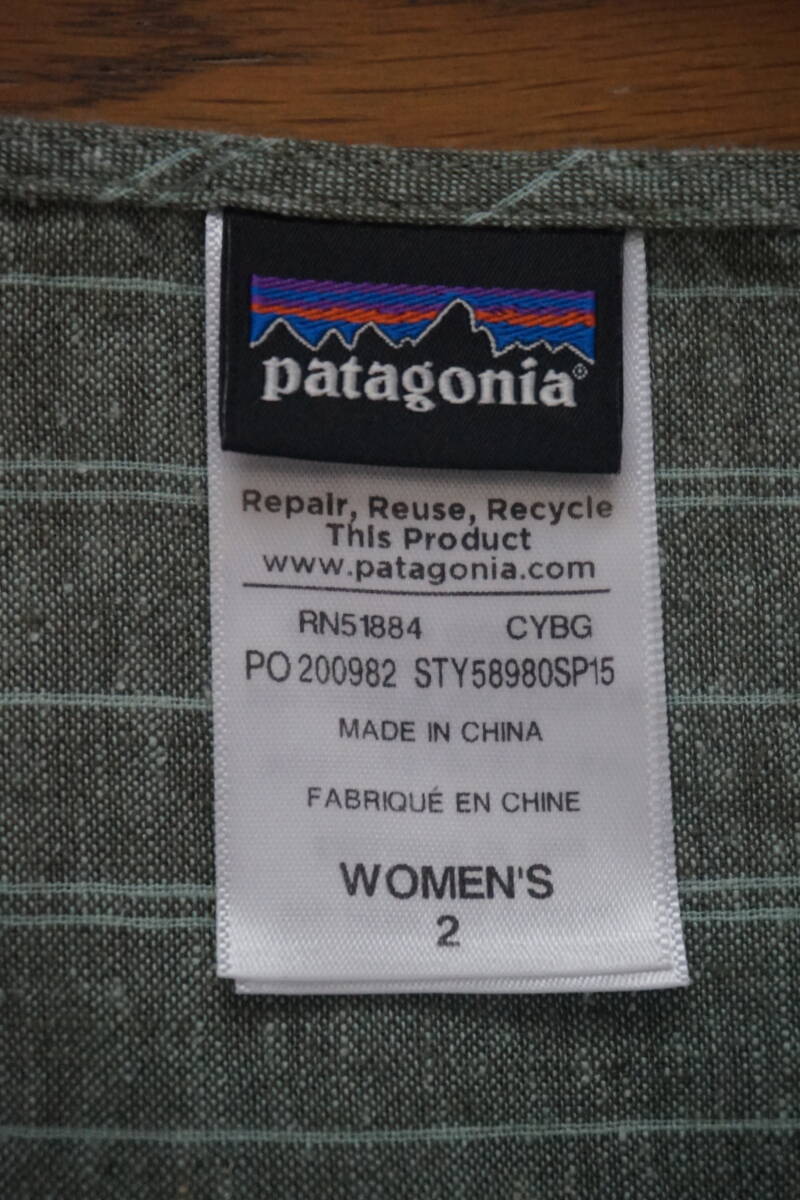 patagonia®
Repair, Reuse, Recycle
This Product
www.patagonia.com
RN51884 CYBG
PO 200982 STY58980SP15
MADE IN CHINA
FABRIQUÉ EN CHINE
WOMEN'S
2